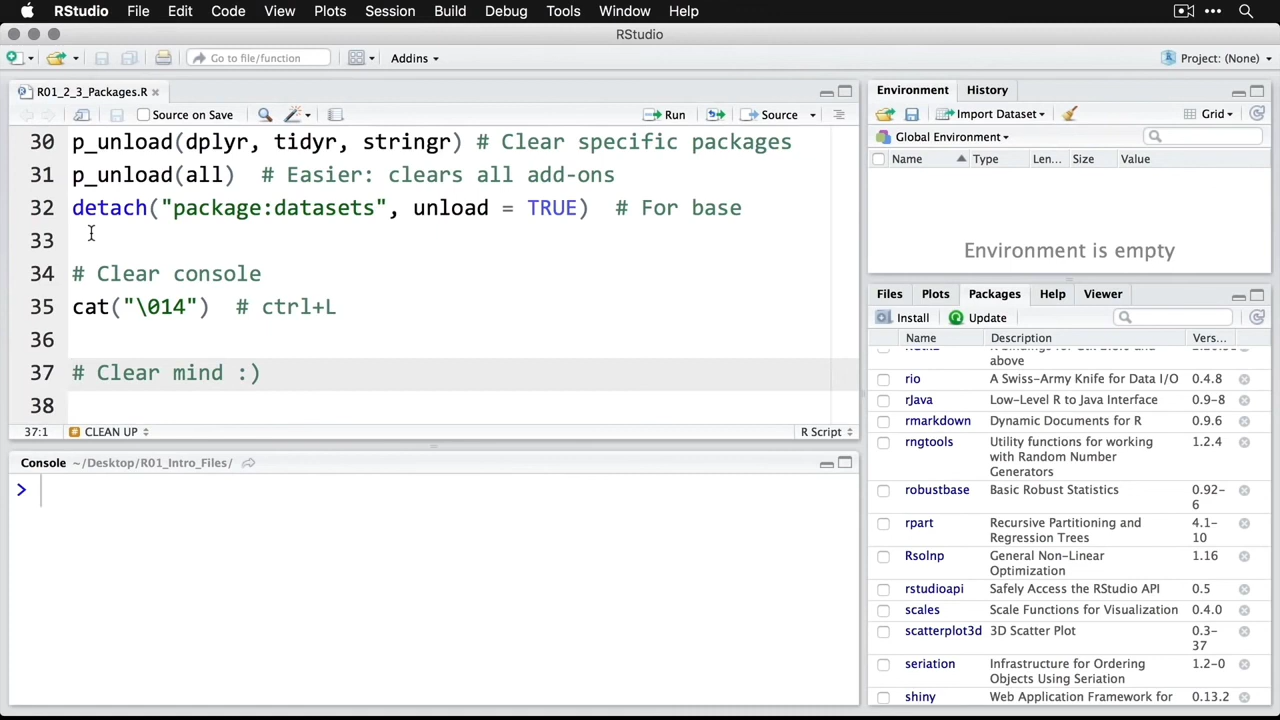 RStudio File Edit Code View Plots Session Build Debug Tools Window Help
RStudio
Go to file/function Addins Project: (None)
R01_2_3_Packages.R
Source on Save Run Source
30 p_unload(dplyr, tidyr, stringr) # Clear specific packages
31 p_unload(all) # Easier: clears all add-ons
32 detach("package:datasets", unload = TRUE) # For base
33
34 # Clear console
35 cat("\014") # ctrl+L
36
37 # Clear mind :)
38
37:1 CLEAN UP R Script
Console ~/Desktop/R01_Intro_Files/
>
Environment History
Import Dataset Grid
Global Environment
Name Type Len... Size Value
Environment is empty
Files Plots Packages Help Viewer
Install Update
Name Description Vers...
above
rio A Swiss-Army Knife for Data I/O 0.4.8
rJava Low-Level R to Java Interface 0.9-8
rmarkdown Dynamic Documents for R 0.9.6
rngtools Utility functions for working 1.2.4
with Random Number
Generators
robustbase Basic Robust Statistics 0.92-
6
rpart Recursive Partitioning and 4.1-
Regression Trees 10
Rsolnp General Non-Linear 1.16
Optimization
rstudioapi Safely Access the RStudio API 0.5
scales Scale Functions for Visualization 0.4.0
scatterplot3d 3D Scatter Plot 0.3-
37
seriation Infrastructure for Ordering 1.2-0
Objects Using Seriation
shiny Web Application Framework for 0.13.2